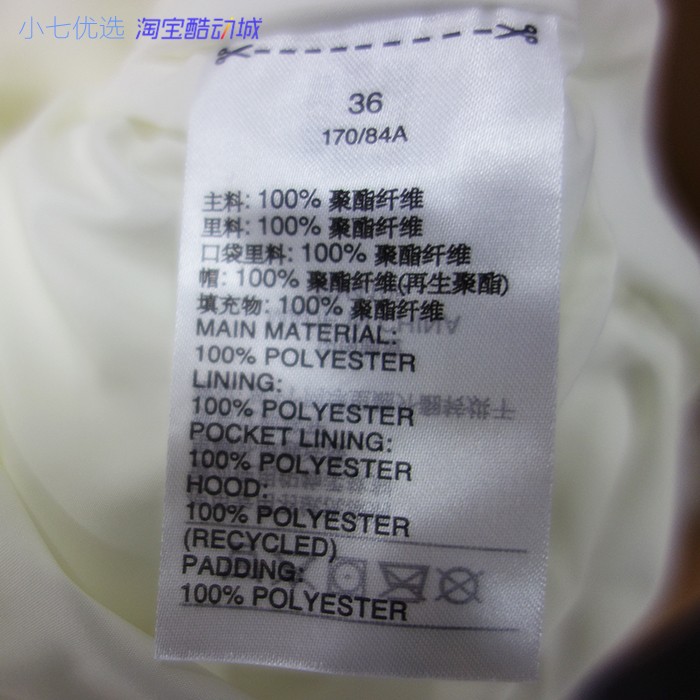 小七优选 淘宝酷动城
36
170/84A
主料: 100% 聚酯纤维
里料: 100% 聚酯纤维
口袋里料: 100% 聚酯纤维
帽: 100% 聚酯纤维(再生聚酯)
填充物: 100% 聚酯纤维
MAIN MATERIAL:
100% POLYESTER
LINING:
100% POLYESTER
POCKET LINING:
100% POLYESTER
HOOD:
100% POLYESTER
(RECYCLED)
PADDING:
100% POLYESTER